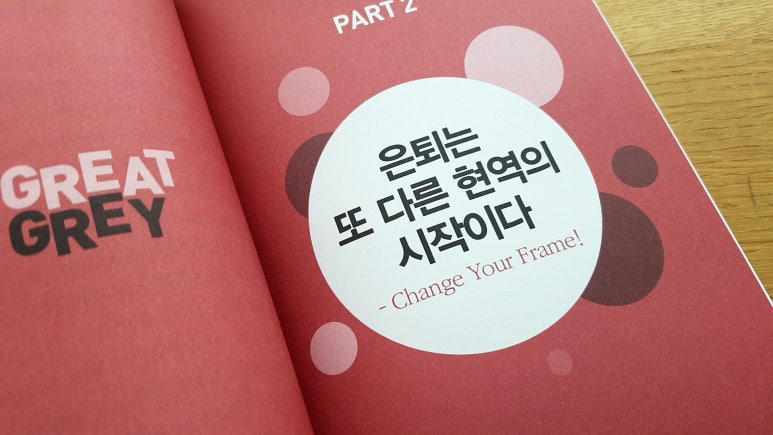 GREAT
GREY
PART 2
은퇴는
또 다른 현역의
시작이다
- Change Your Frame!